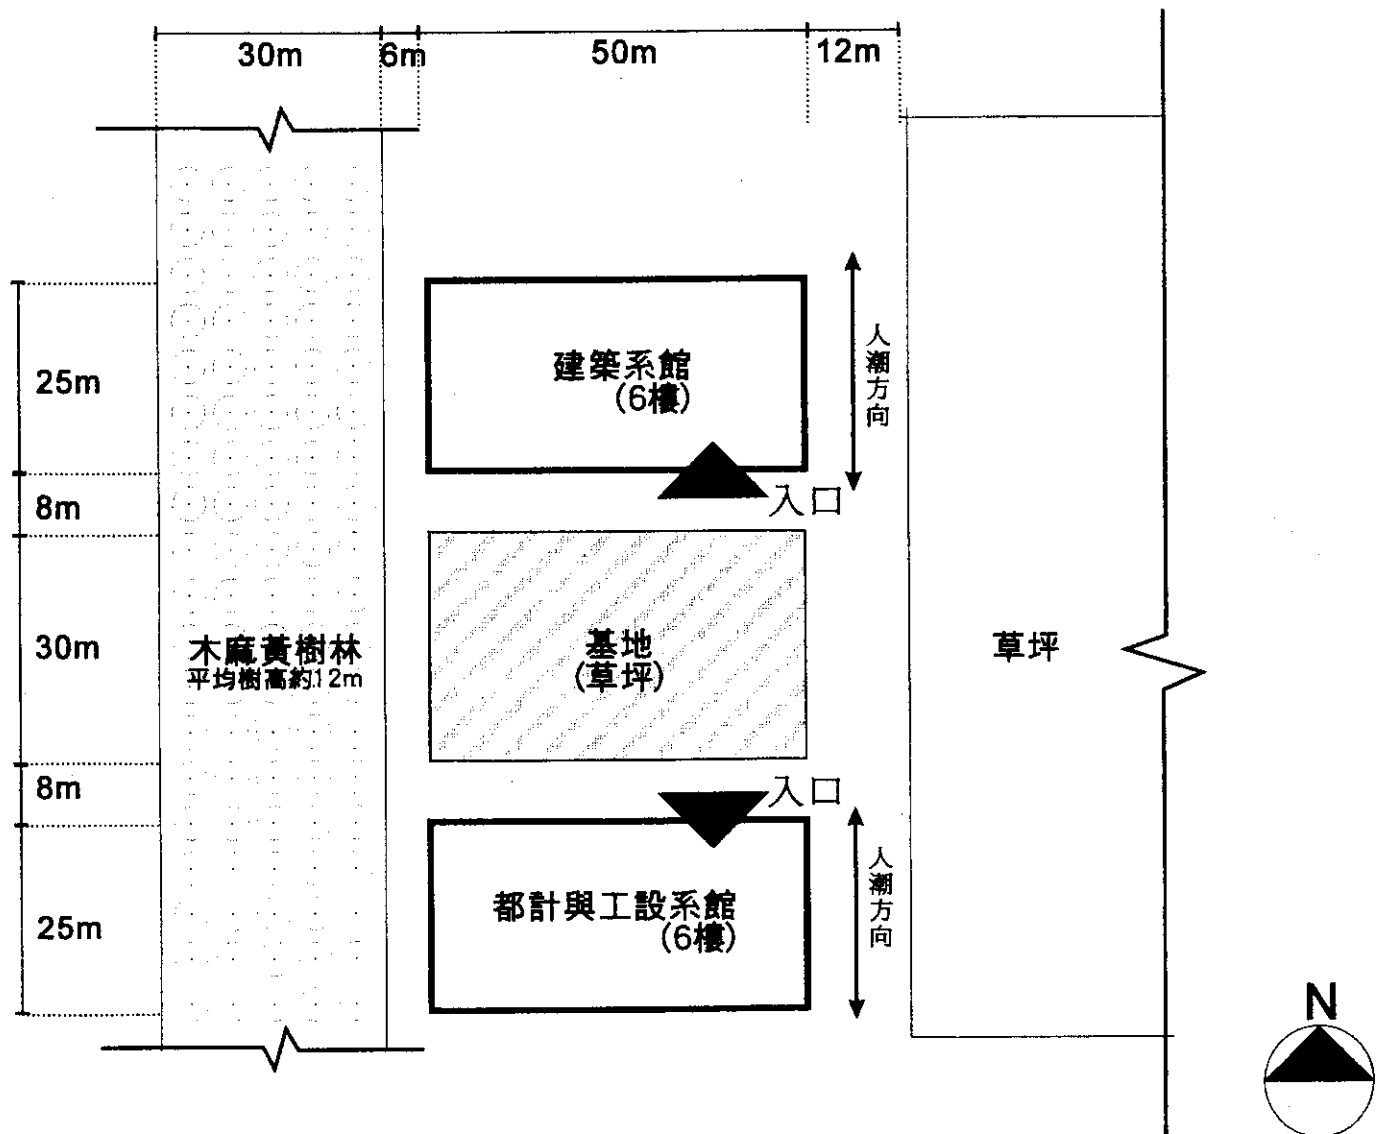 30m
6m
50m
12m
25m
8m
30m
8m
25m
建築系館
(6樓)
人潮方向
入口
木麻黃樹林
平均樹高約12m
基地
(草坪)
草坪
入口
都計與工設系館
(6樓)
人潮方向
N